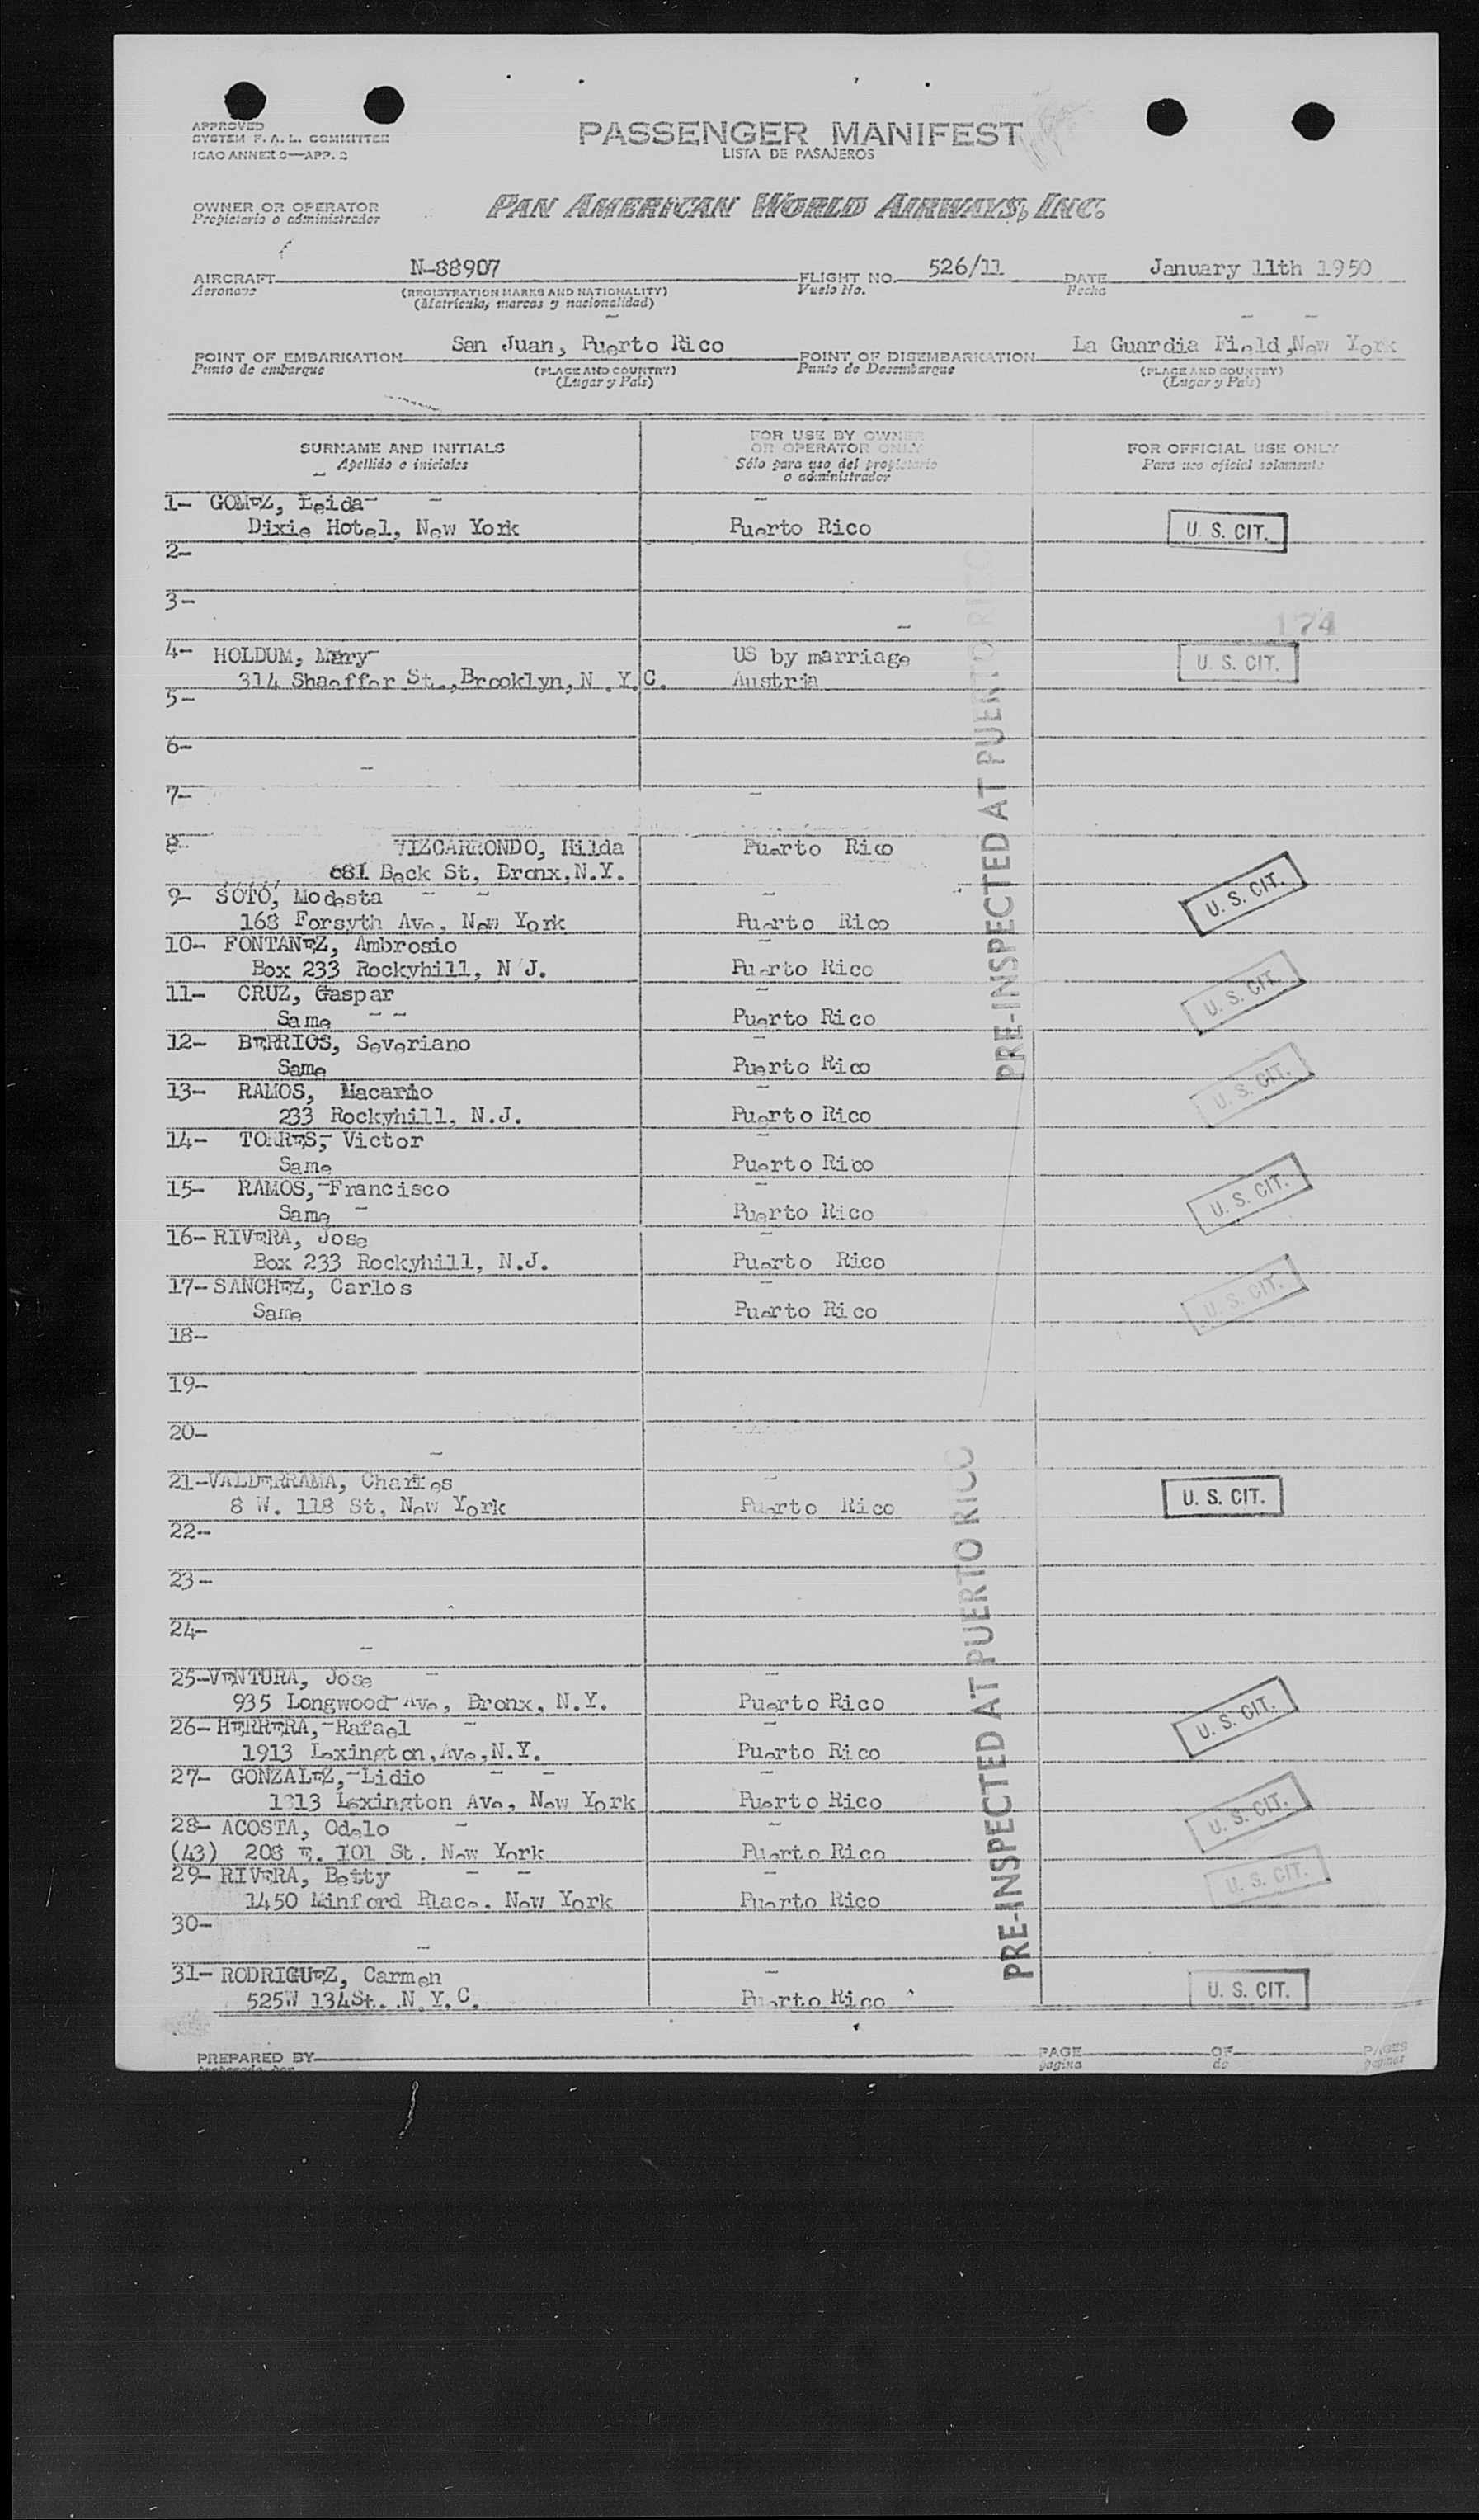 APPROVED
SYSTEM F. A. L. COMMITTEE
ICAO ANNEX 9—APP. 2
PASSENGER MANIFEST
LISTA DE PASAJEROS
OWNER OR OPERATOR
Propietario o administrador
PAN AMERICAN WORLD AIRWAYS, INC.
AIRCRAFT N-88907 FLIGHT NO. 526/11 DATE January 11th 1950
Aeronave (REGISTRATION MARKS AND NATIONALITY) Vuelo No. Fecha
(Matrícula, marcas y nacionalidad)
POINT OF EMBARKATION San Juan, Puerto Rico POINT OF DISEMBARKATION La Guardia Field, New York
Punto de embarque (PLACE AND COUNTRY) Punto de Desembarque (PLACE AND COUNTRY)
(Lugar y País) (Lugar y País)
SURNAME AND INITIALS FOR USE BY OWNER OR OPERATOR ONLY FOR OFFICIAL USE ONLY
Apellido e iniciales Sólo para uso del propietario o administrador Para uso oficial solamente
1- GOMEZ, Leida
Dixie Hotel, New York Puerto Rico U. S. CIT.
2-
3-
174
4- HOLDUM, Mary US by marriage U. S. CIT.
314 Shaeffer St., Brooklyn, N.Y.C. Austria
5-
6-
7-
8- VIZCARRONDO, Hilda Puerto Rico
681 Beck St, Bronx, N.Y.
9- SOTO, Modesta U. S. CIT.
168 Forsyth Ave, New York Puerto Rico
10- FONTANEZ, Ambrosio
Box 233 Rockyhill, N J. Puerto Rico
11- CRUZ, Gaspar U. S. CIT.
Same Puerto Rico
12- BERRIOS, Severiano
Same Puerto Rico
13- RAMOS, Macario U. S. CIT.
233 Rockyhill, N.J. Puerto Rico
14- TORRES, Victor
Same Puerto Rico
15- RAMOS, Francisco U. S. CIT.
Same Puerto Rico
16- RIVERA, Jose
Box 233 Rockyhill, N.J. Puerto Rico
17- SANCHEZ, Carlos U. S. CIT.
Same Puerto Rico
18-
19-
20-
21- VALDERRAMA, Charles
8 W. 118 St, New York Puerto Rico U. S. CIT.
22-
23-
24-
25- VENTURA, Jose
935 Longwood Ave, Bronx, N.Y. Puerto Rico
26- HERRERA, Rafael U. S. CIT.
1913 Lexington, Ave, N.Y. Puerto Rico
27- GONZALEZ, Lidio
1913 Lexington Ave, New York Puerto Rico
28- ACOSTA, Odelo U. S. CIT.
(43) 208 E. 101 St. New York Puerto Rico
29- RIVERA, Betty U. S. CIT.
1450 Minford Place. New York Puerto Rico
30-
31- RODRIGUEZ, Carmen
525W 134St. .N.Y.C. Puerto Rico U. S. CIT.
PRE-INSPECTED AT PUERTO RICO
PRE-INSPECTED AT PUERTO RICO
PREPARED BY PAGE OF PAGES
página de páginas